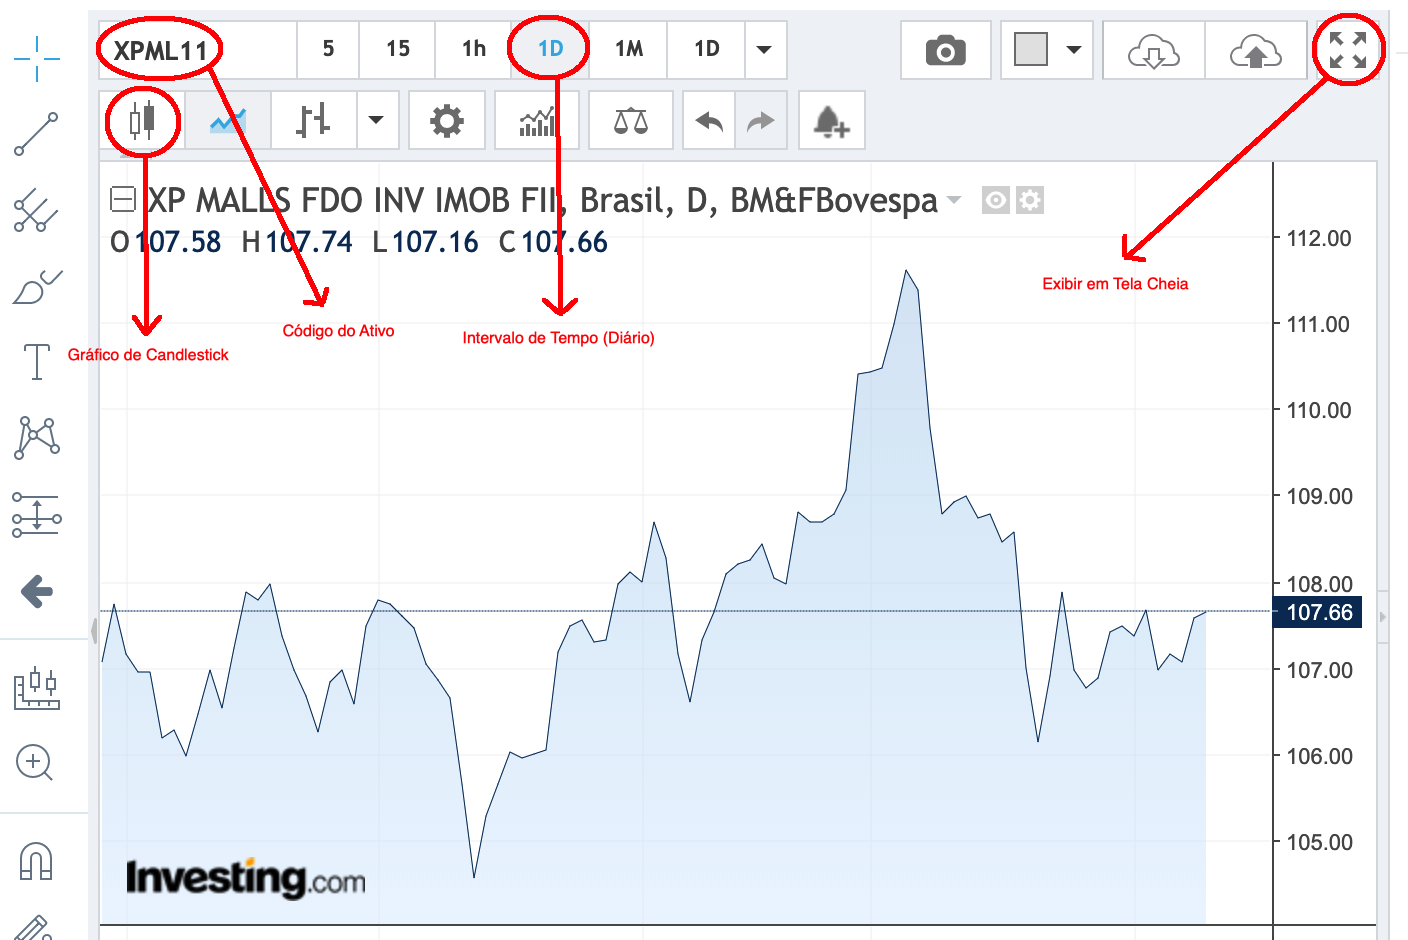 XPML11 5 15 1h 1D 1M 1D
XP MALLS FDO INV IMOB FII, Brasil, D, BM&FBovespa
O 107.58 H 107.74 L 107.16 C 107.66
112.00
Exibir em Tela Cheia
111.00
Código do Ativo
Intervalo de Tempo (Diário)
Gráfico de Candlestick
110.00
109.00
108.00
107.66
107.00
106.00
105.00
Investing.com